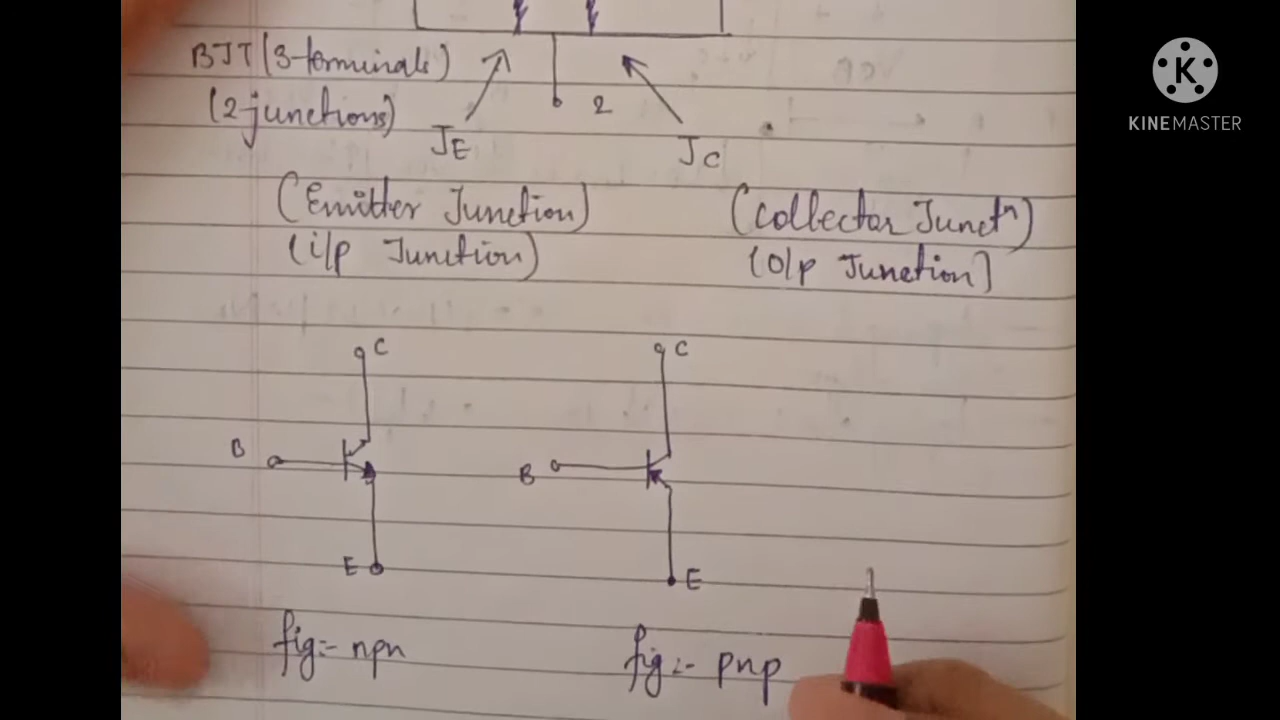 BJT (3-terminals)
(2 junctions)
2
JE
JC
(Emitter Junction)
(i/p Junction)
(Collector Junctn)
(O/p Junction)
C
B
E
fig:- npn
C
B
E
fig:- pnp
K
KINEMASTER